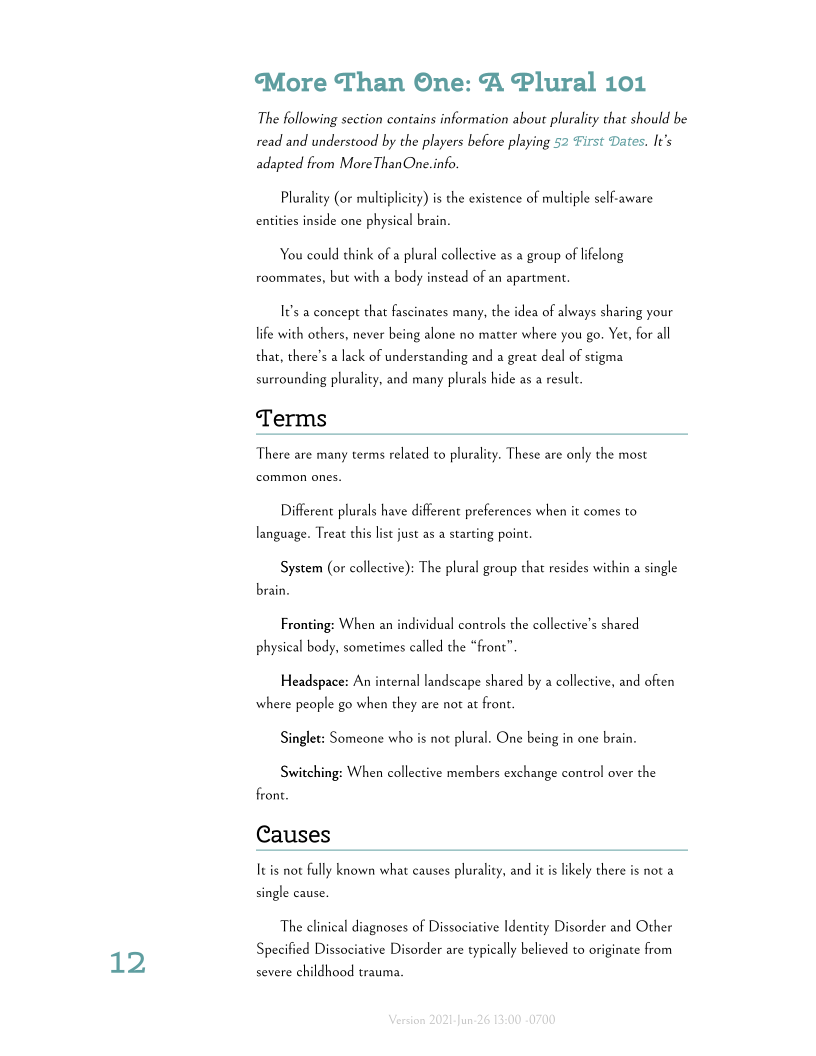 More Than One: A Plural 101
The following section contains information about plurality that should be
read and understood by the players before playing 52 First Dates. It's
adapted from MoreThanOne.info.
Plurality (or multiplicity) is the existence of multiple self-aware
entities inside one physical brain.
You could think of a plural collective as a group of lifelong
roommates, but with a body instead of an apartment.
It's a concept that fascinates many, the idea of always sharing your
life with others, never being alone no matter where you go. Yet, for all
that, there's a lack of understanding and a great deal of stigma
surrounding plurality, and many plurals hide as a result.
Terms
There are many terms related to plurality. These are only the most
common ones.
Different plurals have different preferences when it comes to
language. Treat this list just as a starting point.
System (or collective): The plural group that resides within a single
brain.
Fronting: When an individual controls the collective's shared
physical body, sometimes called the “front”.
Headspace: An internal landscape shared by a collective, and often
where people go when they are not at front.
Singlet: Someone who is not plural. One being in one brain.
Switching: When collective members exchange control over the
front.
Causes
It is not fully known what causes plurality, and it is likely there is not a
single cause.
The clinical diagnoses of Dissociative Identity Disorder and Other
Specified Dissociative Disorder are typically believed to originate from
severe childhood trauma.
12
Version 2021-Jun-26 13:00 -0700